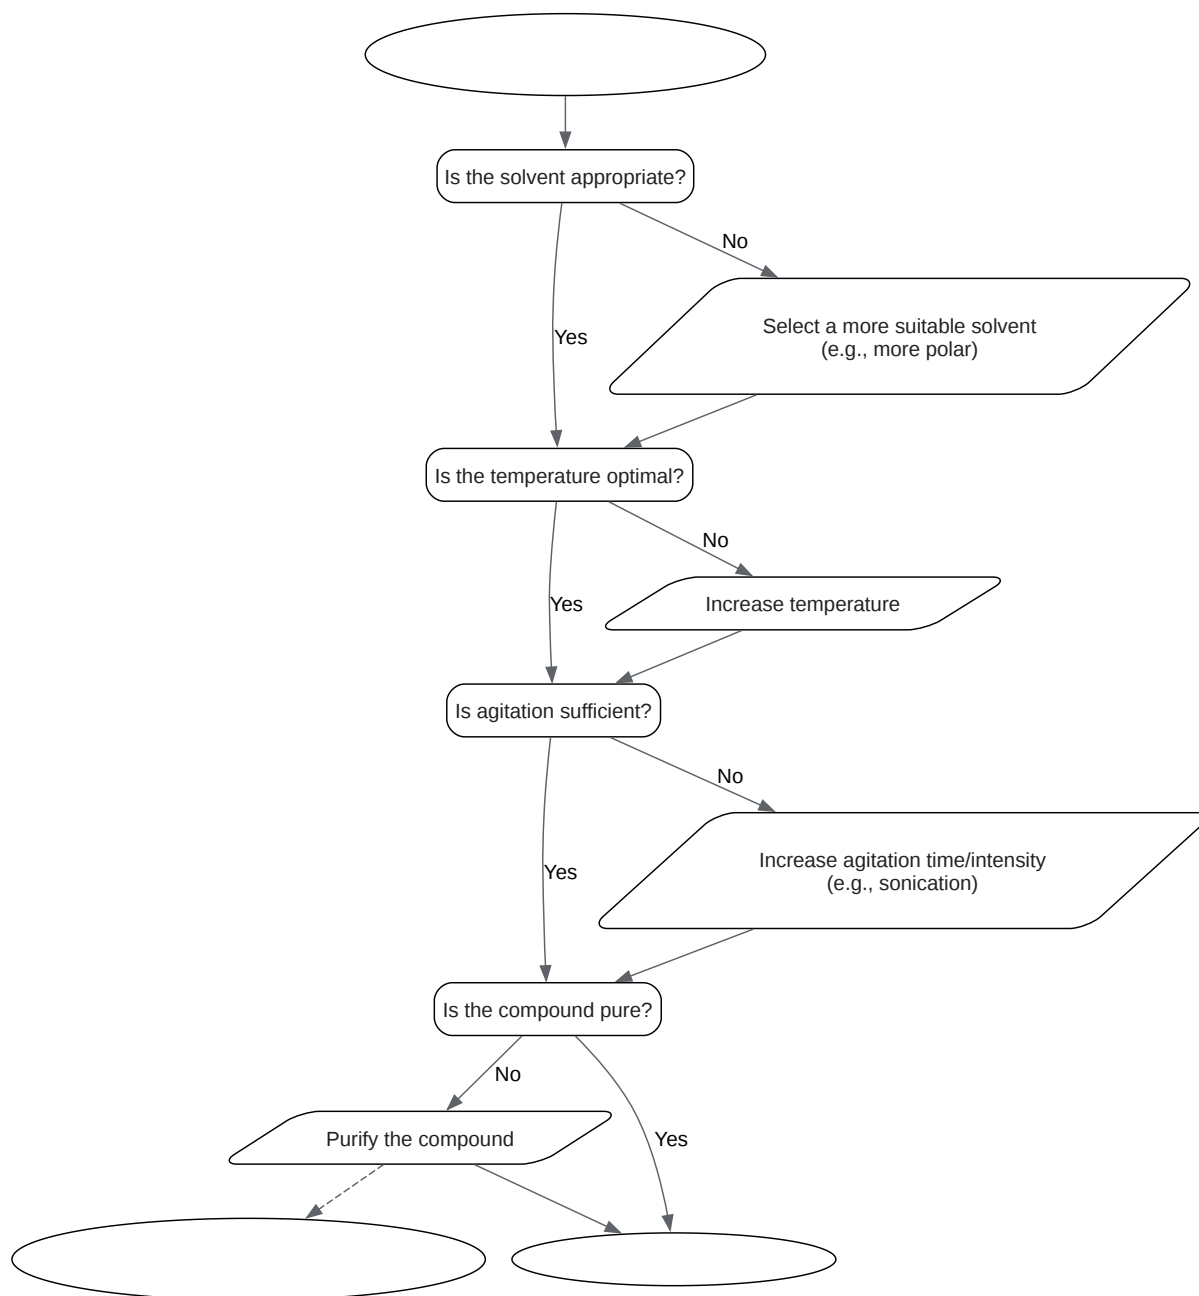 Is the solvent appropriate?
No
Select a more suitable solvent
(e.g., more polar)
Yes
Is the temperature optimal?
No
Increase temperature
Yes
Is agitation sufficient?
No
Increase agitation time/intensity
(e.g., sonication)
Yes
Is the compound pure?
No
Purify the compound
Yes